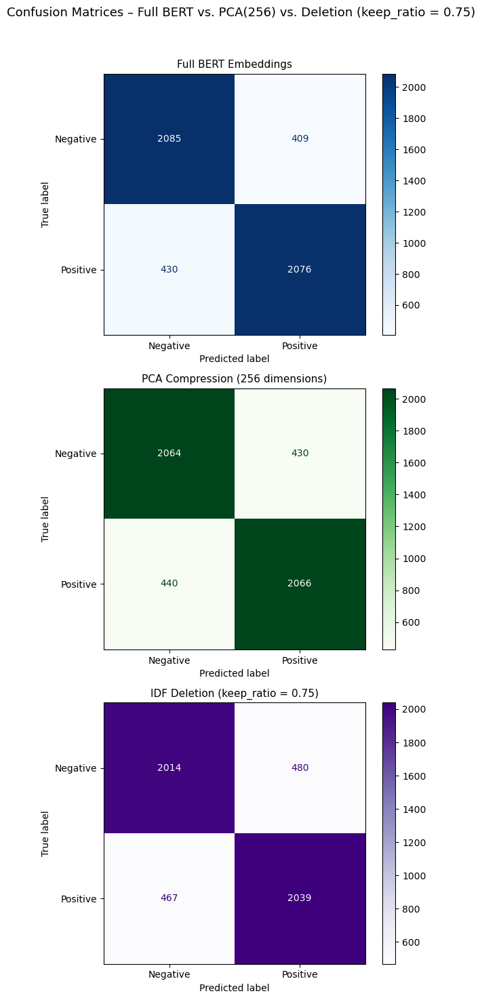 Confusion Matrices – Full BERT vs. PCA(256) vs. Deletion (keep_ratio = 0.75)
Full BERT Embeddings
True label
Negative
Positive
2085
409
430
2076
Negative
Positive
Predicted label
2000
1800
1600
1400
1200
1000
800
600
PCA Compression (256 dimensions)
True label
Negative
Positive
2064
430
440
2066
Negative
Positive
Predicted label
2000
1800
1600
1400
1200
1000
800
600
IDF Deletion (keep_ratio = 0.75)
True label
Negative
Positive
2014
480
467
2039
Negative
Positive
Predicted label
2000
1800
1600
1400
1200
1000
800
600